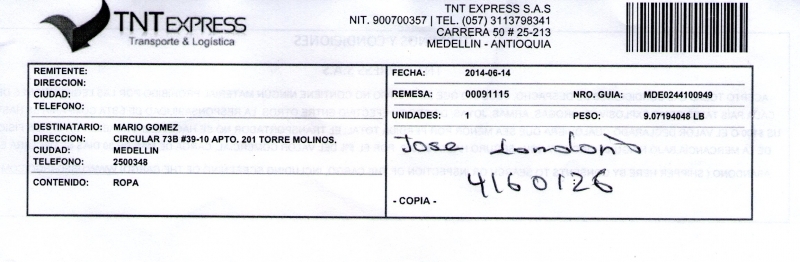 TNT EXPRESS
Transporte & Logística
TNT EXPRESS S.A.S
NIT. 900700357 | TEL. (057) 3113798341
CARRERA 50 # 25-213
MEDELLIN - ANTIOQUIA
REMITENTE:
DIRECCION:
CIUDAD:
TELEFONO:
DESTINATARIO: MARIO GOMEZ
DIRECCION: CIRCULAR 73B #39-10 APTO, 201 TORRE MOLINOS.
CIUDAD: MEDELLIN
TELEFONO: 2500348
CONTENIDO: ROPA
FECHA: 2014-06-14
REMESA: 00091115 NRO. GUIA: MDE0244100949
UNIDADES: 1 PESO: 9.07194048 LB
Jose Londoño
4160126
- COPIA -